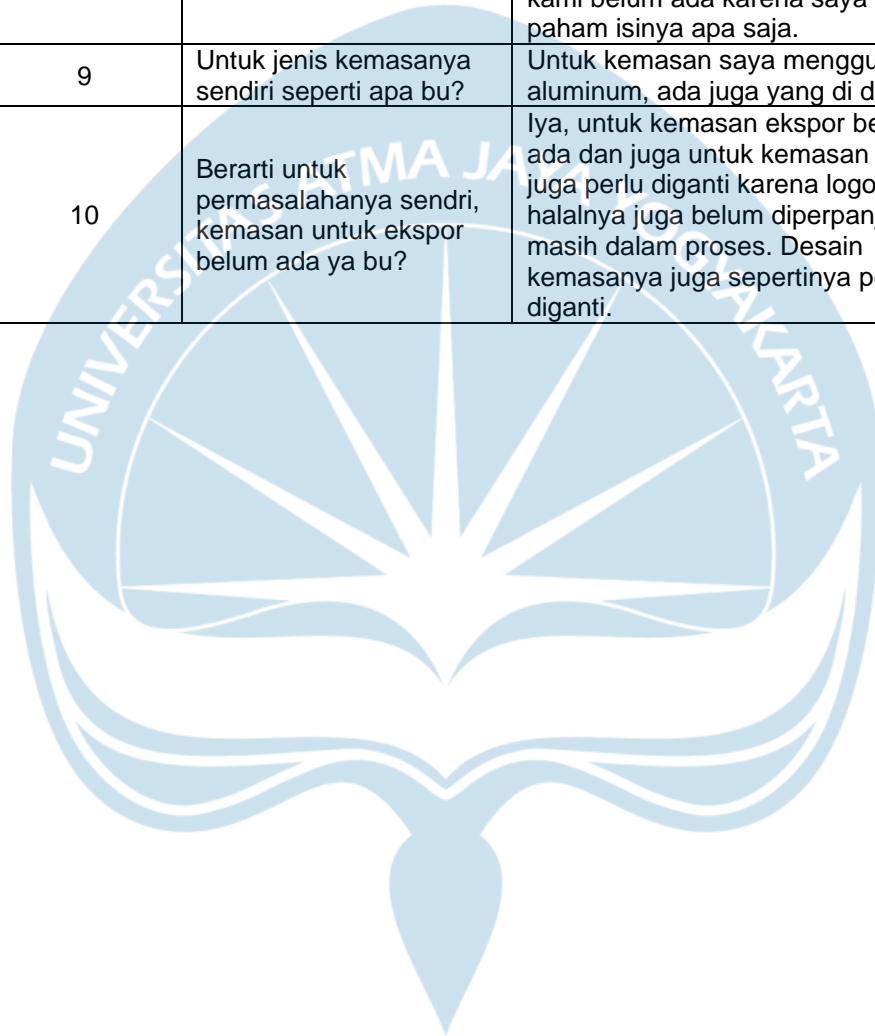 kami belum ada karena saya
paham isinya apa saja.
9
Untuk jenis kemasanya
sendiri seperti apa bu?
Untuk kemasan saya
aluminum, ada juga yang di
10
Berarti untuk
permasalahanya sendri,
kemasan untuk ekspor
belum ada ya bu?
Iya, untuk kemasan ekspor
ada dan juga untuk kemasan
juga perlu diganti karena logo
halalnya juga belum
masih dalam proses. Desain
kemasanya juga sepertinya
diganti.
UNIVERSITAS ATMA JAYA YOGYAKARTA